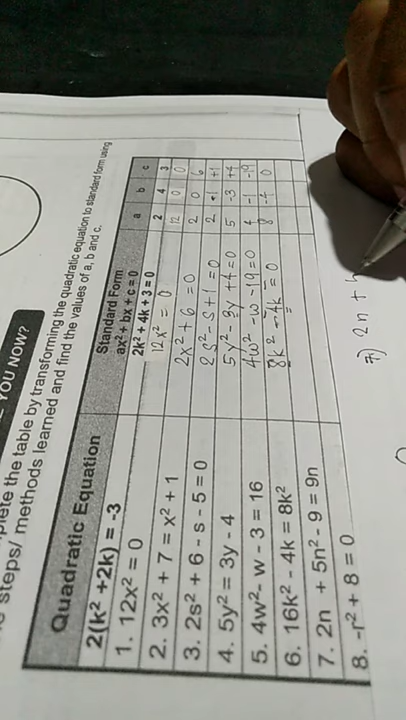 YOU NOW?
plete the table by transforming the quadratic equation to standard form using
steps/ methods learned and find the values of a, b and c.
Quadratic Equation Standard Form ax² + bx + c = 0 a b c
2(k² +2k) = -3 2k² + 4k + 3 = 0 2 4 3
1. 12x² = 0 12x² = 0 12 0 0
2. 3x² + 7 = x² + 1 2x² + 6 = 0 2 0 6
3. 2s² + 6 - s - 5 = 0 2s² - s + 1 = 0 2 -1 +1
4. 5y² = 3y - 4 5y² - 3y + 4 = 0 5 -3 +4
5. 4w² - w - 3 = 16 4w² - w - 19 = 0 4 -1 -19
6. 16k² - 4k = 8k² 8k² - 4k = 0 8 -4 0
7. 2n + 5n² - 9 = 9n
8. -r² + 8 = 0
7) 2n +